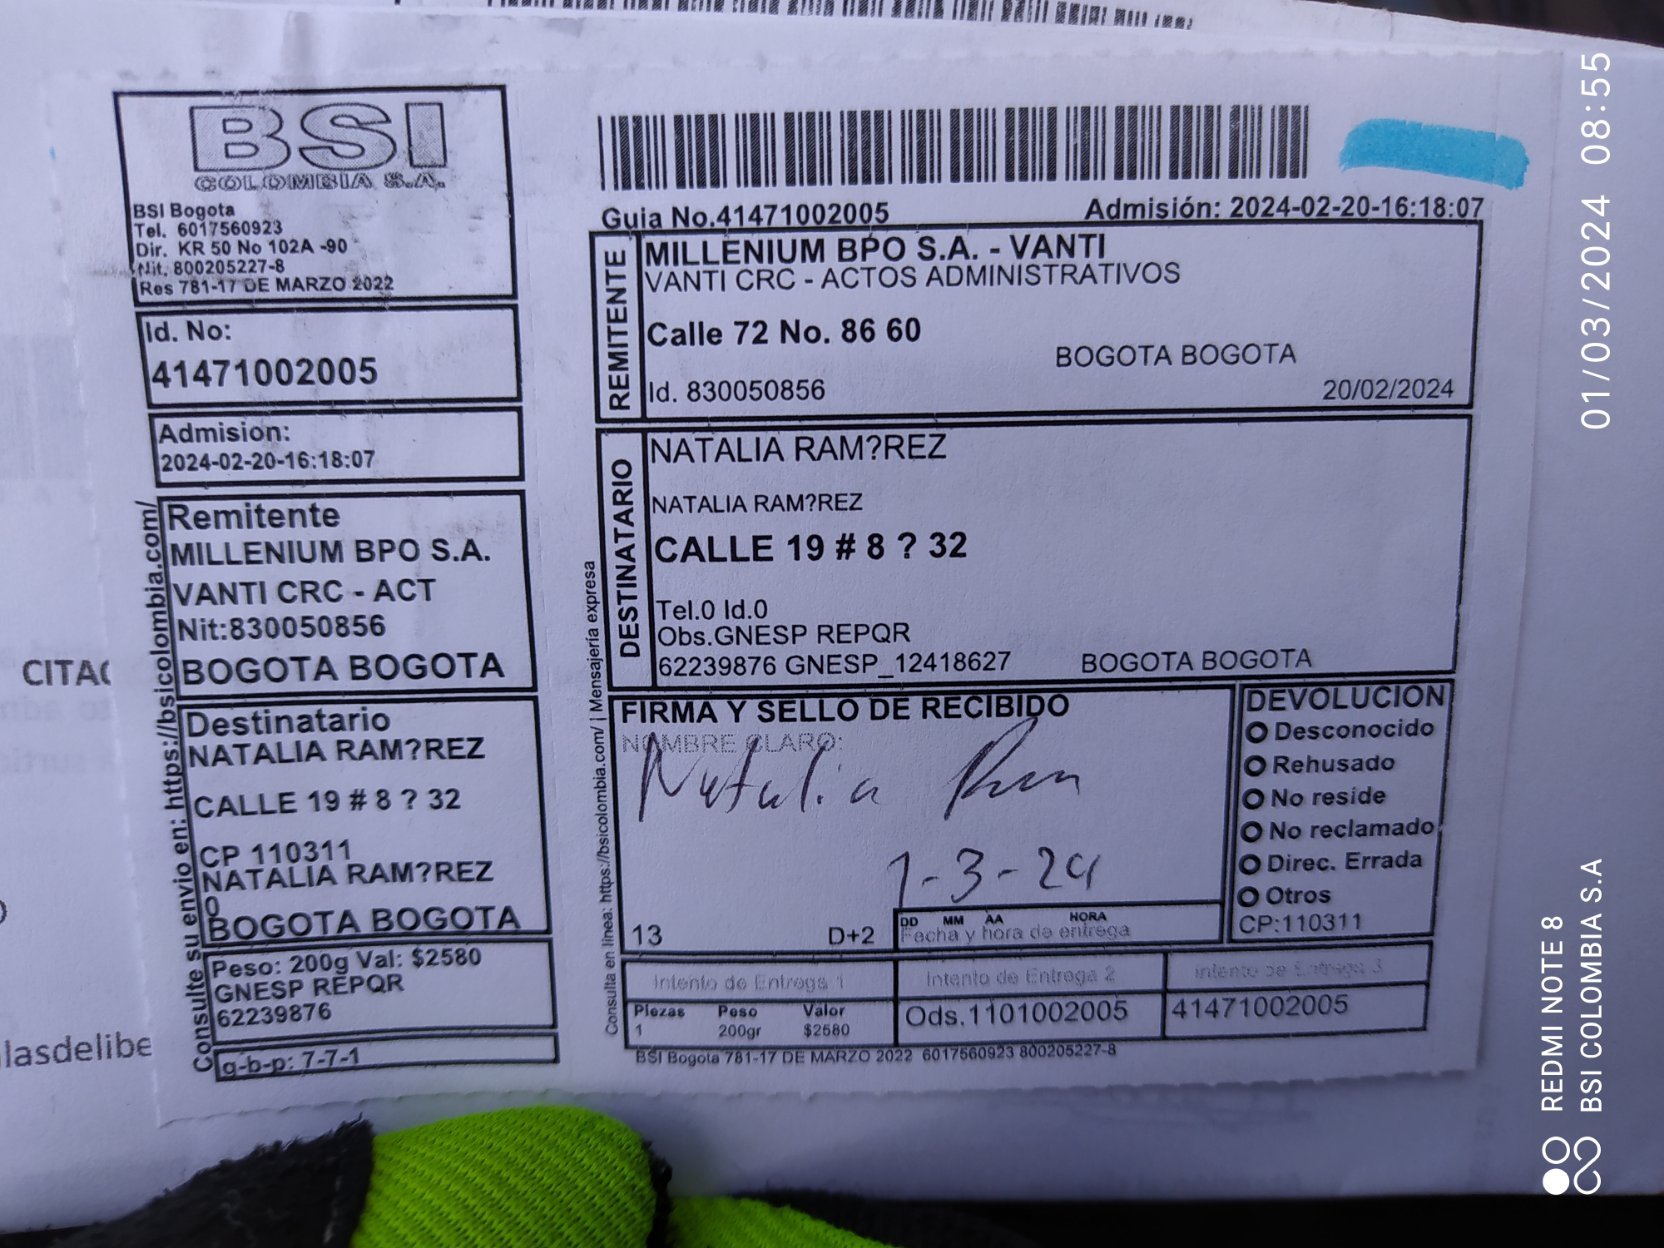 BSI
COLOMBIA S.A.
BSI Bogota
Tel. 6017560923
Dir. KR 50 No 102A -90
Nit. 800205227-8
Res 781-17 DE MARZO 2022
Id. No:
41471002005
Admision:
2024-02-20-16:18:07
Remitente
MILLENIUM BPO S.A.
VANTI CRC - ACT
Nit:830050856
BOGOTA BOGOTA
Destinatario
NATALIA RAM?REZ
CALLE 19 # 8 ? 32
CP 110311
NATALIA RAM?REZ
0
BOGOTA BOGOTA
Peso: 200g Val: $2580
GNESP REPQR
62239876
g-b-p: 7-7-1
Consulte su envio en: https://bsicolombia.com/
Guia No.41471002005 Admisión: 2024-02-20-16:18:07
REMITENTE
MILLENIUM BPO S.A. - VANTI
VANTI CRC - ACTOS ADMINISTRATIVOS
Calle 72 No. 86 60
BOGOTA BOGOTA
Id. 830050856 20/02/2024
DESTINATARIO
NATALIA RAM?REZ
NATALIA RAM?REZ
CALLE 19 # 8 ? 32
Tel.0 Id.0
Obs.GNESP REPQR
62239876 GNESP_12418627 BOGOTA BOGOTA
FIRMA Y SELLO DE RECIBIDO
NOMBRE CLARO:
Natalia
1-3-24
13 D+2
DD MM AA HORA
Fecha y hora de entrega
DEVOLUCION
Desconocido
Rehusado
No reside
No reclamado
Direc. Errada
Otros
CP:110311
Intento de Entrega 1 Intento de Entrega 2 Intento de Entrega 3
Piezas Peso Valor
1 200gr $2580
Ods.1101002005 41471002005
BSI Bogota 781-17 DE MARZO 2022 6017560923 800205227-8
Consulta en linea: https://bsicolombia.com/ | Mensajería expresa
CITAC
lasdelibe
01/03/2024 08:55
REDMI NOTE 8
BSI COLOMBIA S.A